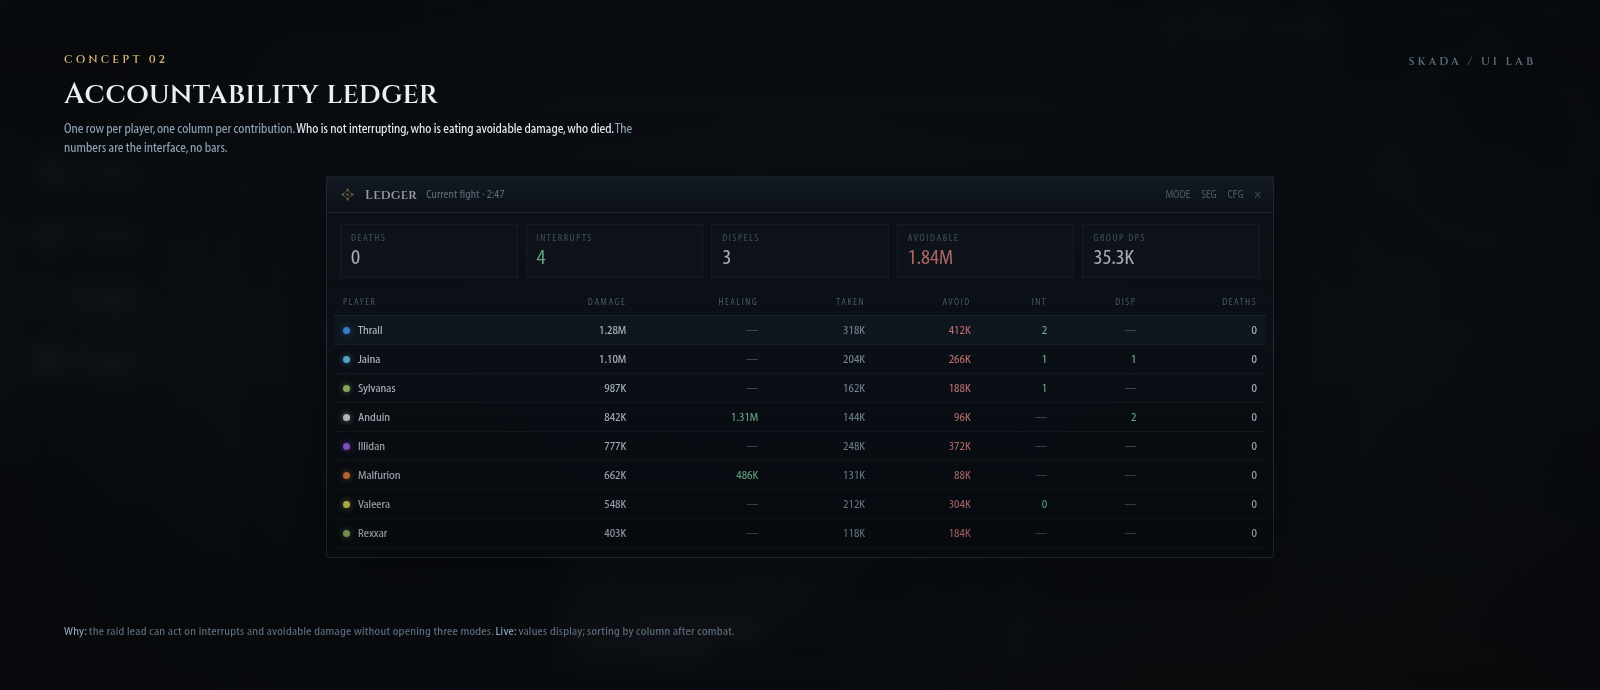 CONCEPT 02
SKADA / UI LAB
ACCOUNTABILITY LEDGER
One row per player, one column per contribution. Who is not interrupting, who is eating avoidable damage, who died. The
numbers are the interface, no bars.
LEDGER Current fight · 2:47 MODE SEG CFG ×
DEATHS INTERRUPTS DISPELS AVOIDABLE GROUP DPS
0 4 3 1.84M 35.3K
PLAYER DAMAGE HEALING TAKEN AVOID INT DISP DEATHS
Thrall 1.28M — 318K 412K 2 — 0
Jaina 1.10M — 204K 266K 1 1 0
Sylvanas 987K — 162K 188K 1 — 0
Anduin 842K 1.31M 144K 96K — 2 0
Illidan 777K — 248K 372K — — 0
Malfurion 662K 486K 131K 88K — — 0
Valeera 548K — 212K 304K 0 — 0
Rexxar 403K — 118K 184K — — 0
Why: the raid lead can act on interrupts and avoidable damage without opening three modes. Live: values display; sorting by column after combat.